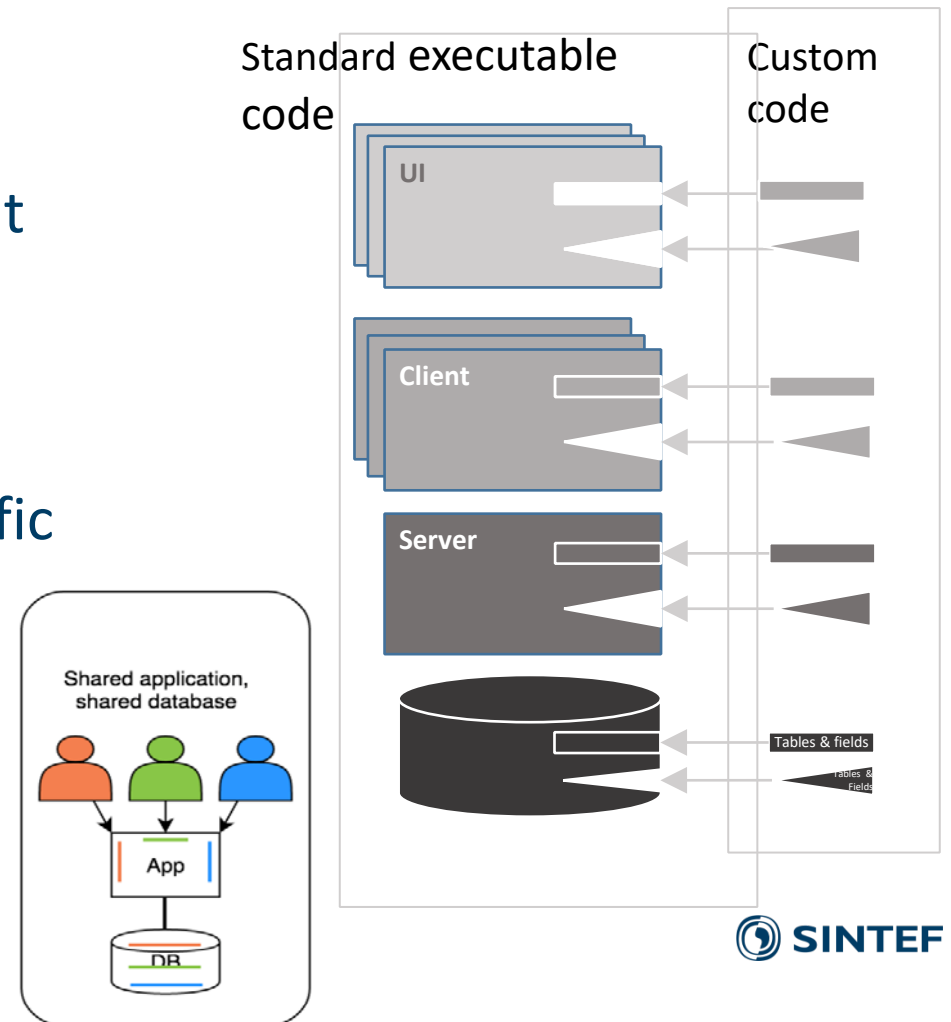 Standard executable
code
Custom
code
UI
t
Client
fic
Server
Shared application,
shared database
Tables & fields
Tables &
Fields
App
DB
SINTEF